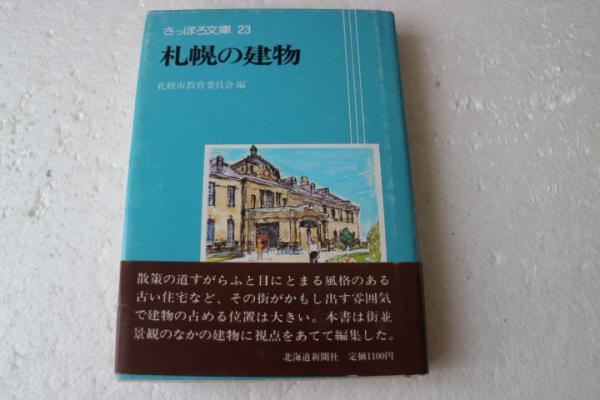 さっぽろ文庫 23
札幌の建物
札幌市教育委員会 編
散策の道すがらふと目にとまる風格のある
古い住宅など、その街がかもし出す雰囲気
で建物の占める位置は大きい。本書は街並
景観のなかの建物に視点をあてて編集した。
北海道新聞社 定価1100円